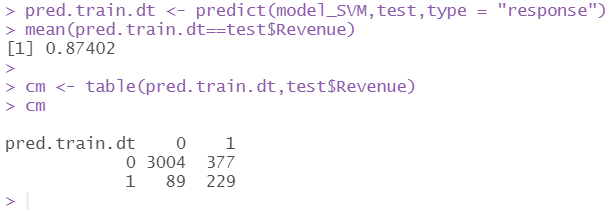 > pred.train.dt <- predict(model_SVM,test,type = "response")
> mean(pred.train.dt==test$Revenue)
[1] 0.87402
>
> cm <- table(pred.train.dt,test$Revenue)
> cm
pred.train.dt    0    1
            0 3004  377
            1   89  229
>